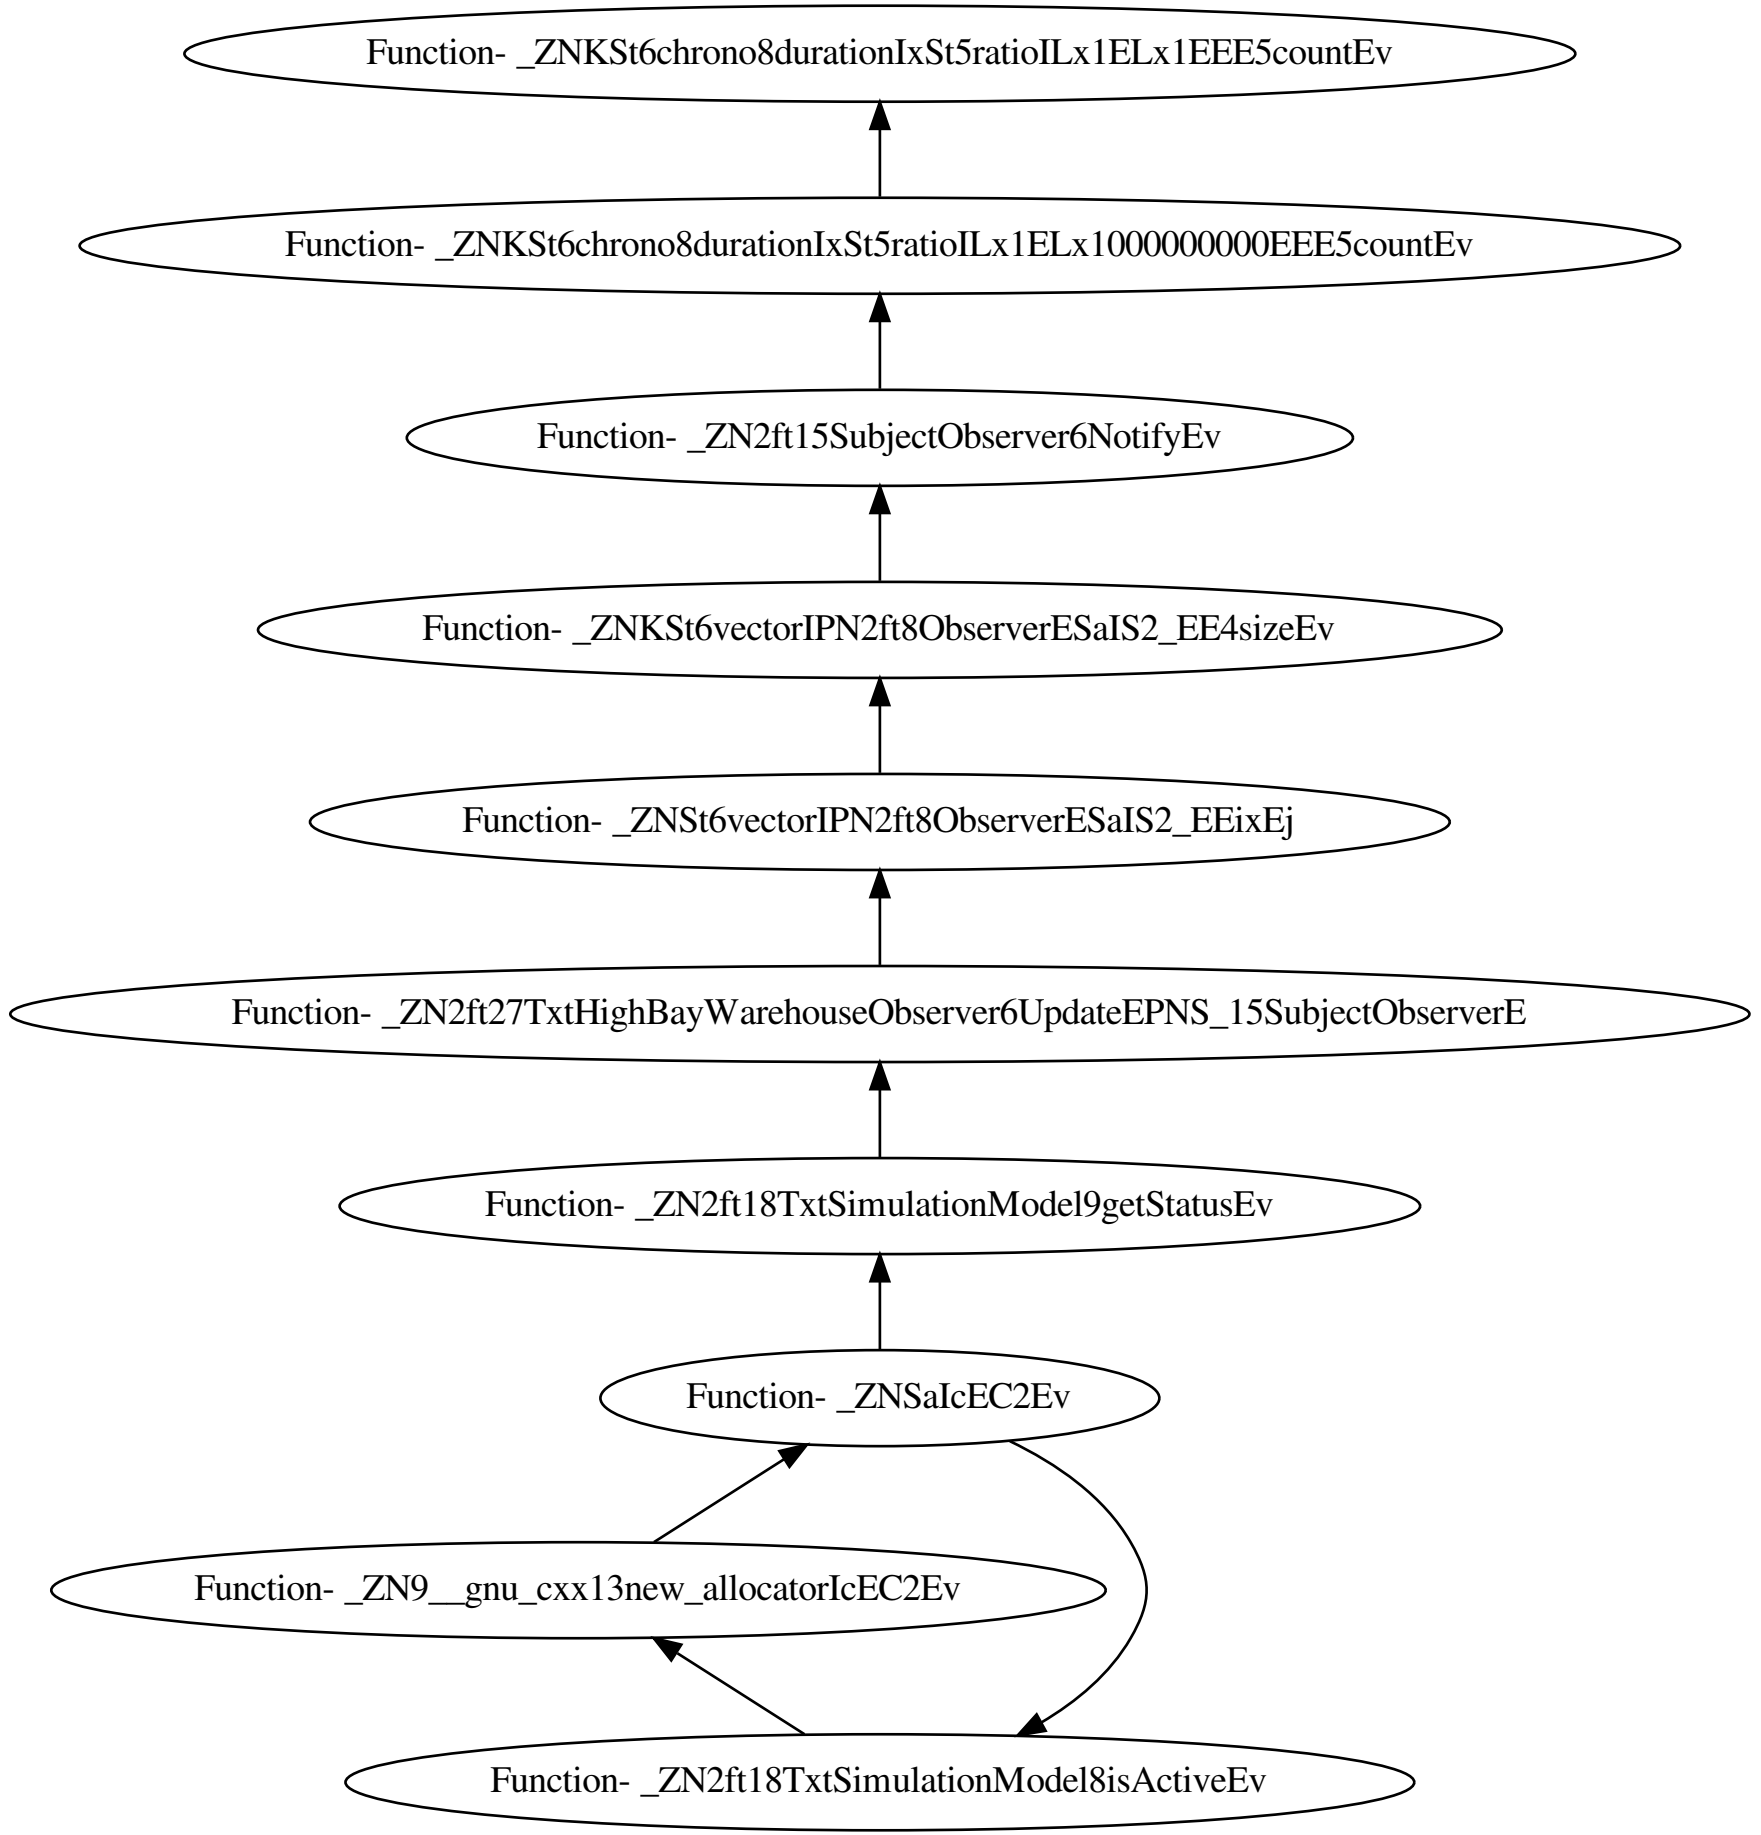 Function- _ZNKSt6chrono8durationIxSt5ratioILx1ELx1EEE5countEv
Function- _ZNKSt6chrono8durationIxSt5ratioILx1ELx1000000000EEE5countEv
Function- _ZN2ft15SubjectObserver6NotifyEv
Function- _ZNKSt6vectorIPN2ft8ObserverESaIS2_EE4sizeEv
Function- _ZNSt6vectorIPN2ft8ObserverESaIS2_EEixEj
Function- _ZN2ft27TxtHighBayWarehouseObserver6UpdateEPNS_15SubjectObserverE
Function- _ZN2ft18TxtSimulationModel9getStatusEv
Function- _ZNSaIcEC2Ev
Function- _ZN9__gnu_cxx13new_allocatorIcEC2Ev
Function- _ZN2ft18TxtSimulationModel8isActiveEv